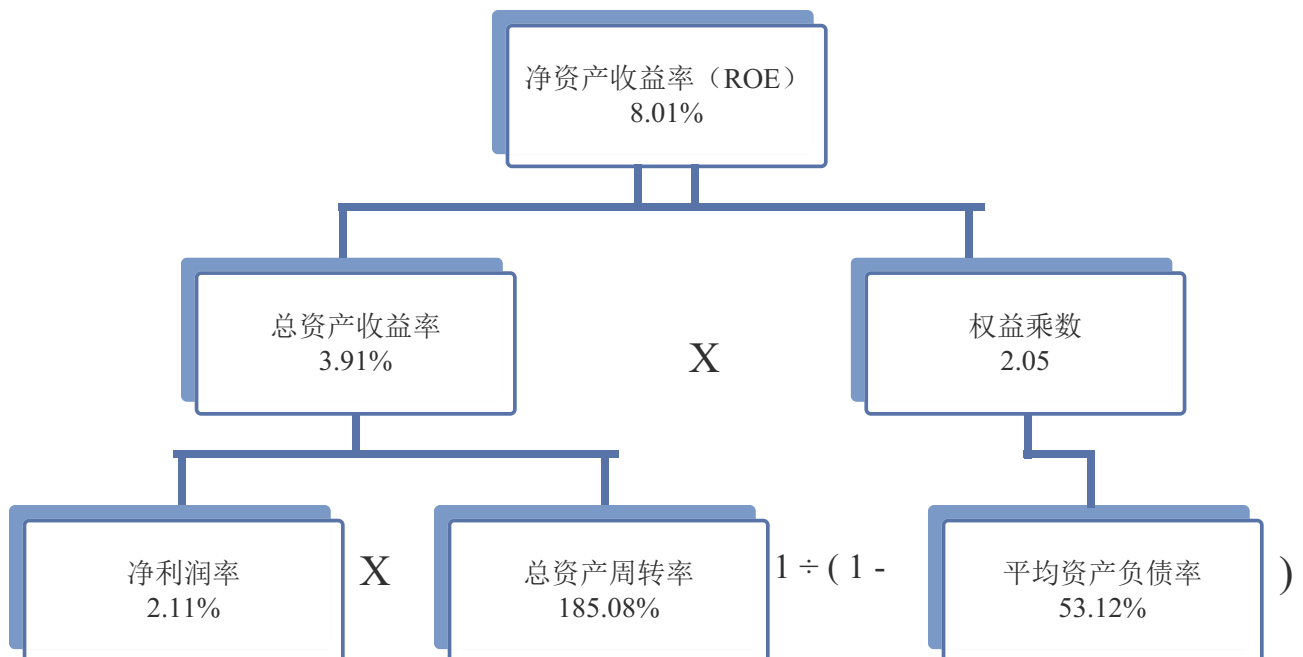 净资产收益率（ROE）
8.01%
总资产收益率
3.91%
X
权益乘数
2.05
净利润率
2.11%
X
总资产周转率
185.08%
1 ÷ ( 1 -
平均资产负债率
53.12%
)